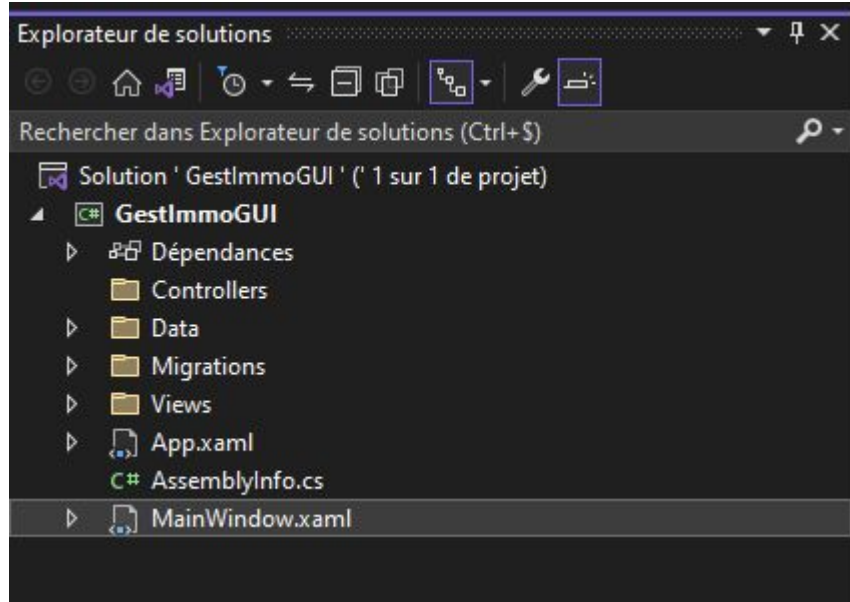 Explorateur de solutions
Rechercher dans Explorateur de solutions (Ctrl+$)
Solution ' GestImmoGUI ' (' 1 sur 1 de projet)
C# GestImmoGUI
Dépendances
Controllers
Data
Migrations
Views
App.xaml
C# AssemblyInfo.cs
MainWindow.xaml